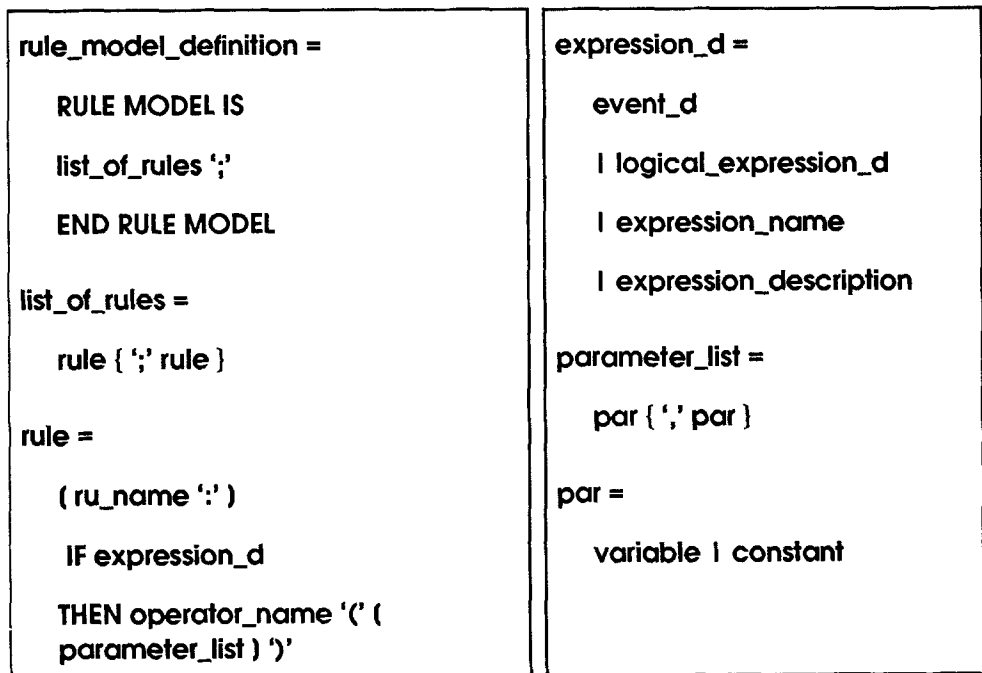 rule_model_definition =
RULE MODEL IS
list_of_rules ‘;’
END RULE MODEL
list_of_rules =
rule { ‘;’ rule }
rule =
( ru_name ‘:’ )
IF expression_d
THEN operator_name ‘(’ (
parameter_list ) ‘)’
expression_d =
event_d
| logical_expression_d
| expression_name
| expression_description
parameter_list =
par { ‘,’ par }
par =
variable | constant